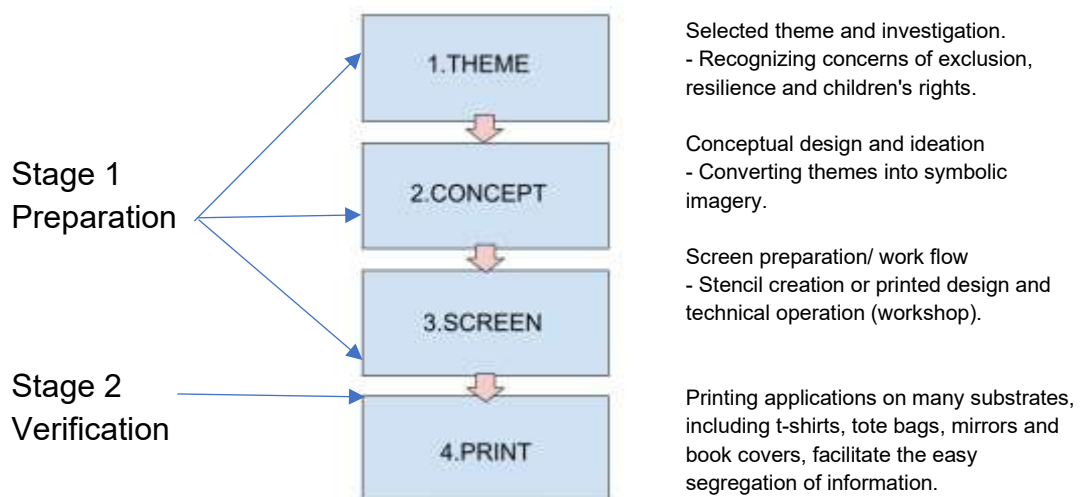 Stage 1
Preparation
Stage 2
Verification
1.THEME
2.CONCEPT
3.SCREEN
4.PRINT
Selected theme and investigation.
- Recognizing concerns of exclusion,
resilience and children's rights.
Conceptual design and ideation
- Converting themes into symbolic
imagery.
Screen preparation/ work flow
- Stencil creation or printed design and
technical operation (workshop).
Printing applications on many substrates,
including t-shirts, tote bags, mirrors and
book covers, facilitate the easy
segregation of information.